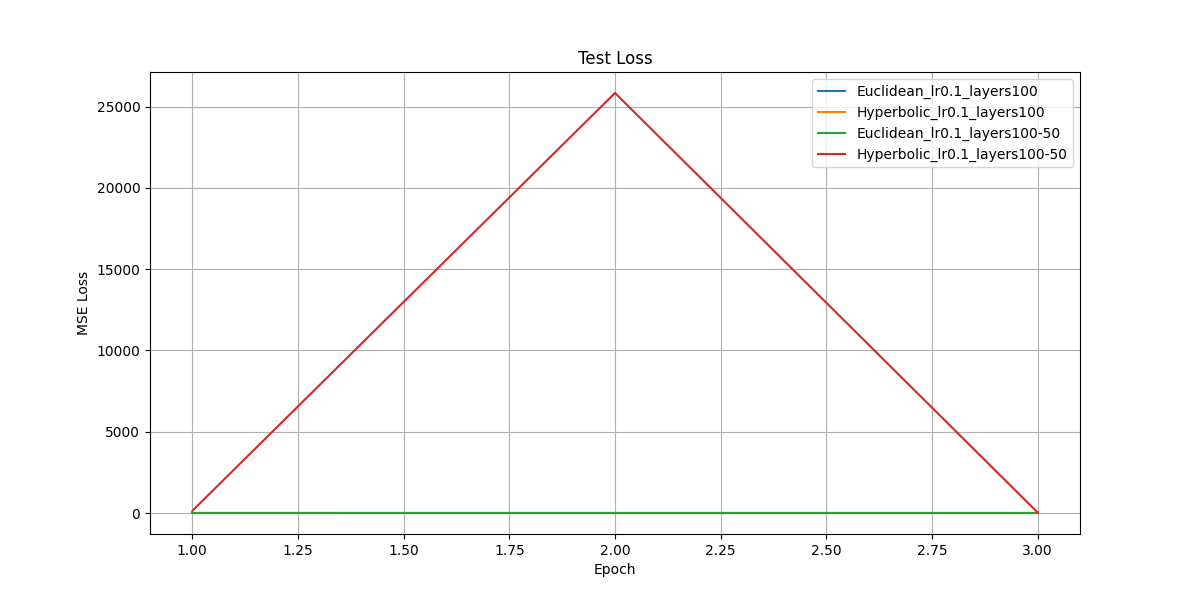 Test Loss
Euclidean_lr0.1_layers100
Hyperbolic_lr0.1_layers100
Euclidean_lr0.1_layers100-50
Hyperbolic_lr0.1_layers100-50
MSE Loss
25000
20000
15000
10000
5000
0
1.00 1.25 1.50 1.75 2.00 2.25 2.50 2.75 3.00
Epoch